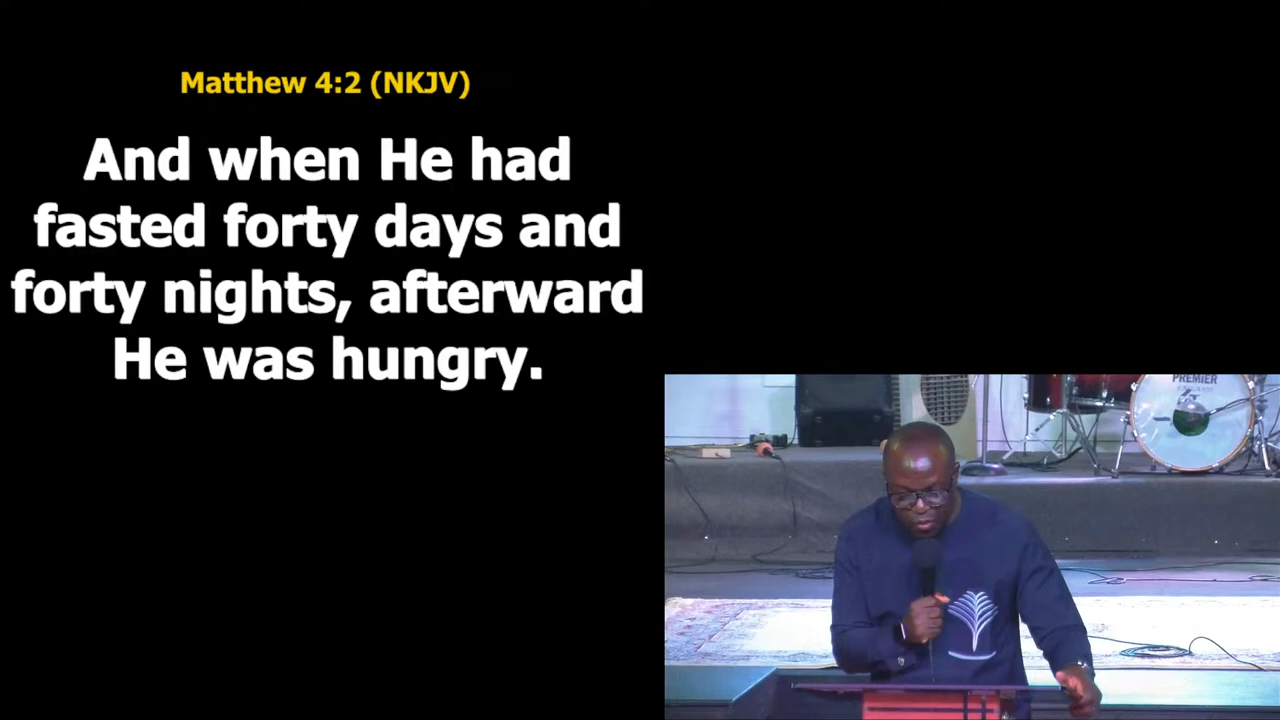 Matthew 4:2 (NKJV)
And when He had
fasted forty days and
forty nights, afterward
He was hungry.
PREMIER